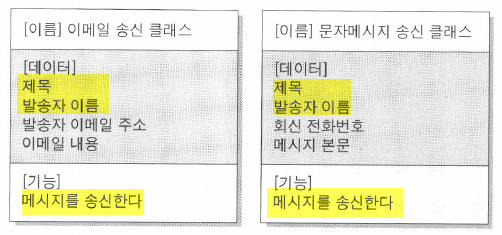 [이름] 이메일 송신 클래스
[데이터]
제목
발송자 이름
발송자 이메일 주소
이메일 내용
[기능]
메시지를 송신한다
[이름] 문자메시지 송신 클래스
[데이터]
제목
발송자 이름
회신 전화번호
메시지 본문
[기능]
메시지를 송신한다